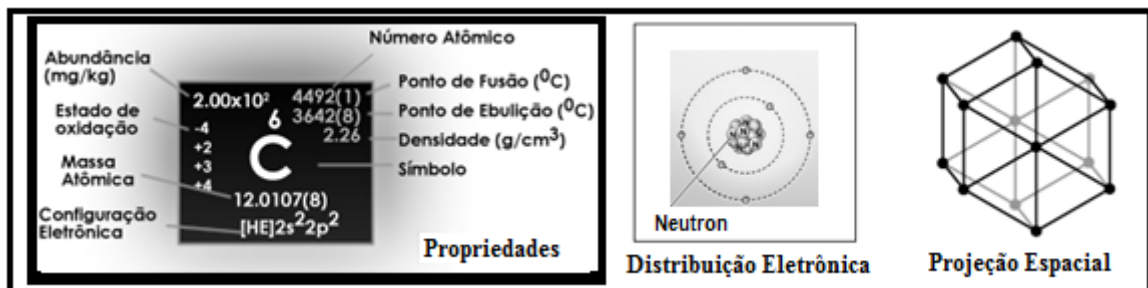 Abundância
(mg/kg)
Estado de
oxidação
Massa
Atômica
Configuração
Eletrônica
2.00x10²
-4
+2
+3
+4
6
C
4492(1)
3642(8)
2.26
12.0107(8)
[HE]2s²2p²
Número Atômico
Ponto de Fusão (⁰C)
Ponto de Ebulição (⁰C)
Densidade (g/cm³)
Símbolo
Propriedades
Neutron
Distribuição Eletrônica
Projeção Espacial